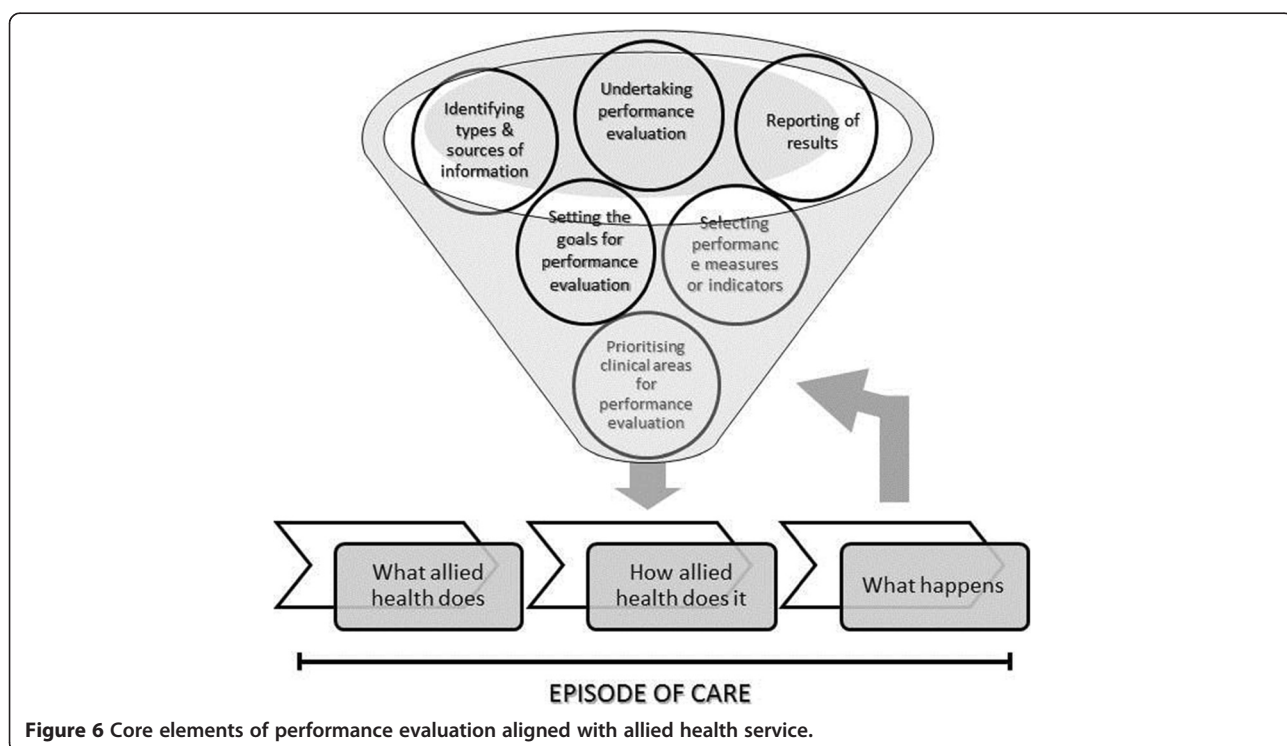 Identifying
types &
sources of
information
Undertaking
performance
evaluation
Reporting of
results
Setting the
goals for
performance
evaluation
Selecting
performanc
e measures
or indicators
Prioritising
clinical areas
for
performance
evaluation
What allied
health does
How allied
health does it
What happens
EPISODE OF CARE
Figure 6 Core elements of performance evaluation aligned with allied health service.